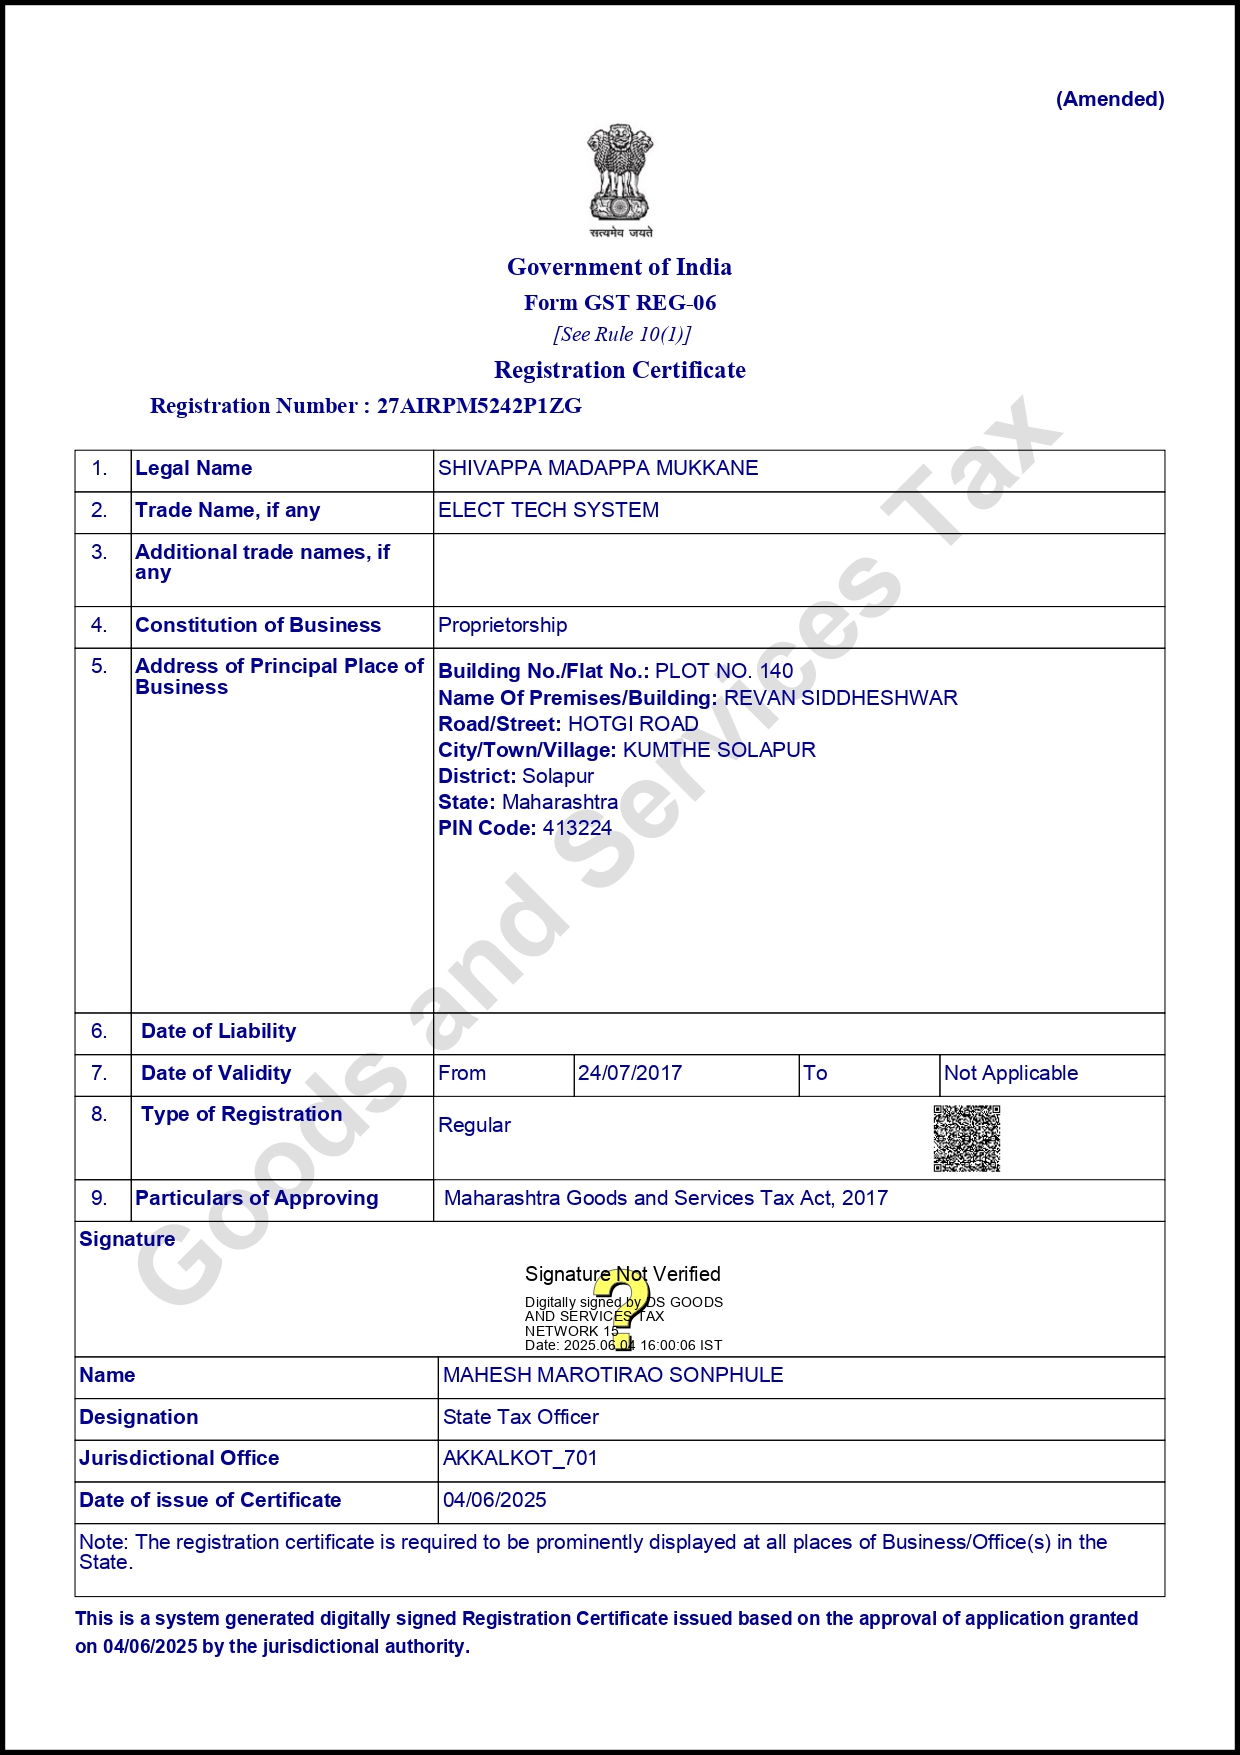 (Amended)
सत्यमेव जयते
Government of India
Form GST REG-06
[See Rule 10(1)]
Registration Certificate
Registration Number : 27AIRPM5242P1ZG
1. Legal Name SHIVAPPA MADAPPA MUKKANE
2. Trade Name, if any ELECT TECH SYSTEM
3. Additional trade names, if
any
4. Constitution of Business Proprietorship
5. Address of Principal Place of
Business
Building No./Flat No.: PLOT NO. 140
Name Of Premises/Building: REVAN SIDDHESHWAR
Road/Street: HOTGI ROAD
City/Town/Village: KUMTHE SOLAPUR
District: Solapur
State: Maharashtra
PIN Code: 413224
6. Date of Liability
7. Date of Validity From 24/07/2017 To Not Applicable
8. Type of Registration Regular
9. Particulars of Approving Maharashtra Goods and Services Tax Act, 2017
Signature
Signature Not Verified
Digitally signed by DS GOODS
AND SERVICES TAX
NETWORK 15
Date: 2025.06.04 16:00:06 IST
Name MAHESH MAROTIRAO SONPHULE
Designation State Tax Officer
Jurisdictional Office AKKALKOT_701
Date of issue of Certificate 04/06/2025
Note: The registration certificate is required to be prominently displayed at all places of Business/Office(s) in the
State.
This is a system generated digitally signed Registration Certificate issued based on the approval of application granted
on 04/06/2025 by the jurisdictional authority.
Goods and Services Tax